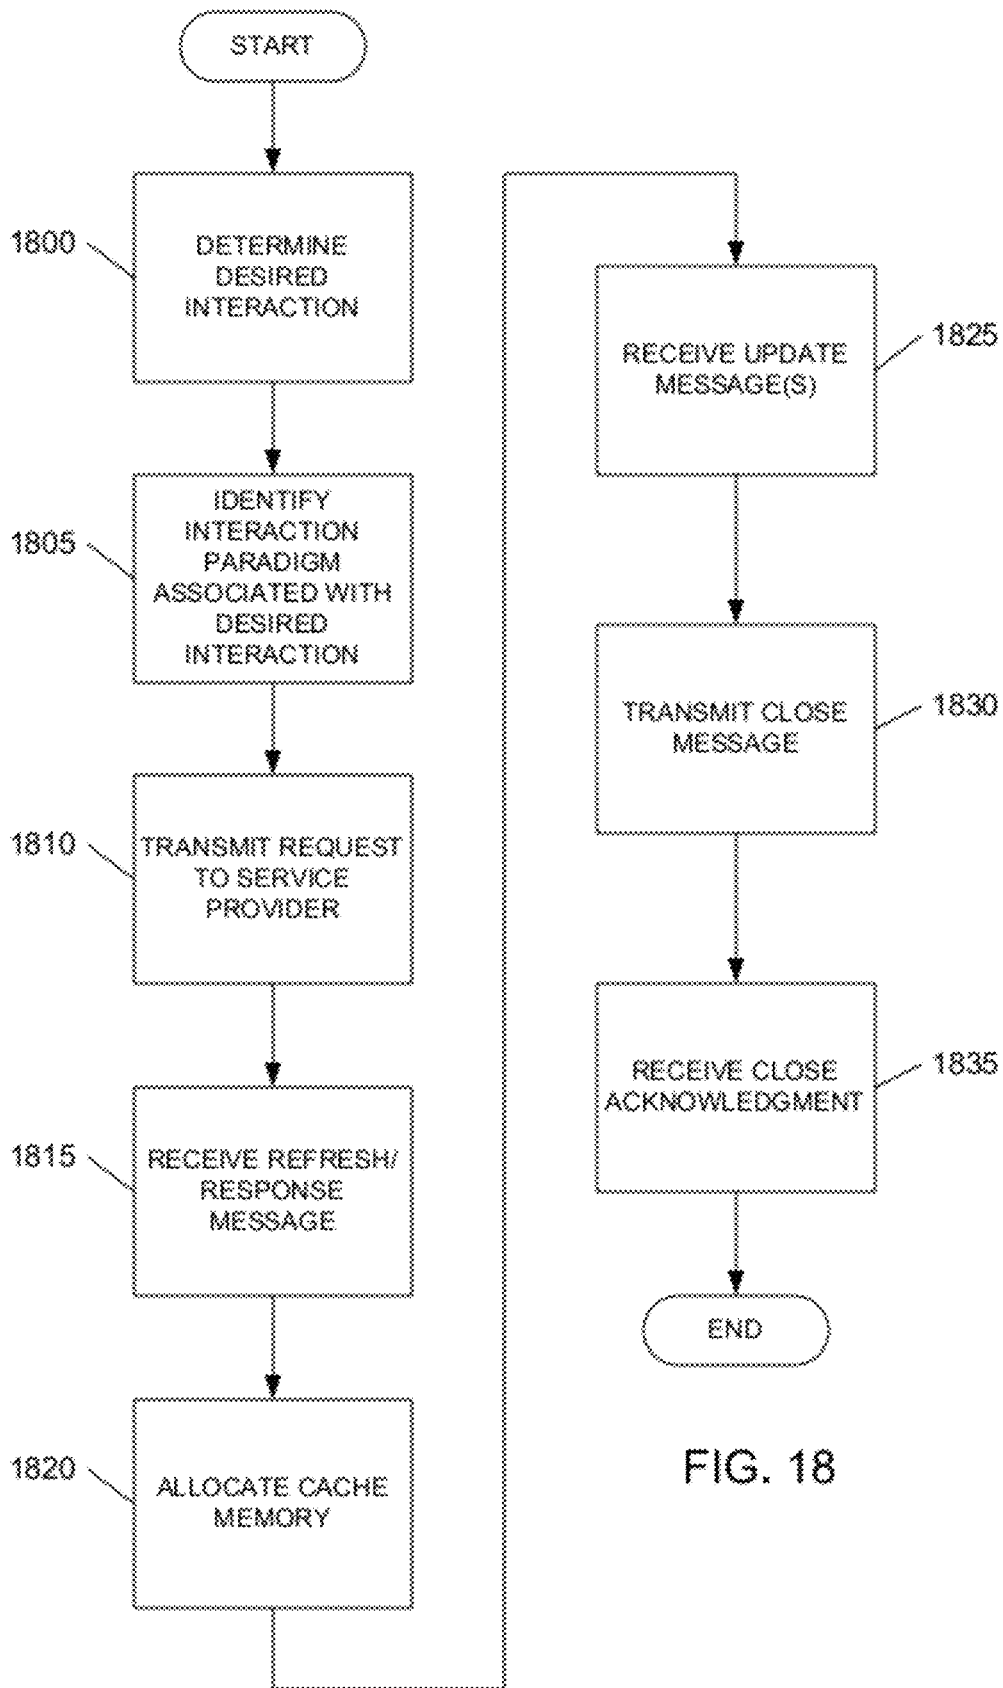 START
1800
DETERMINE
DESIRED
INTERACTION
1805
IDENTIFY
INTERACTION
PARADIGM
ASSOCIATED WITH
DESIRED
INTERACTION
1810
TRANSMIT REQUEST
TO SERVICE
PROVIDER
1815
RECEIVE REFRESH/
RESPONSE
MESSAGE
1820
ALLOCATE CACHE
MEMORY
1825
RECEIVE UPDATE
MESSAGE(S)
1830
TRANSMIT CLOSE
MESSAGE
1835
RECEIVE CLOSE
ACKNOWLEDGMENT
END
FIG. 18